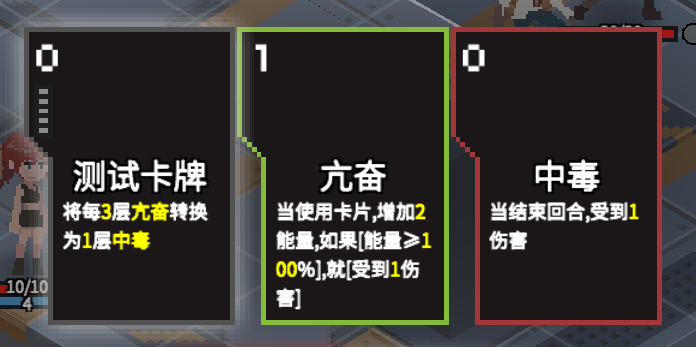 0
测试卡牌
将每3层亢奋转换
为1层中毒
1
亢奋
当使用卡片,增加2
能量,如果[能量≥1
00%],就[受到1伤
害]
0
中毒
当结束回合,受到1
伤害
10/10
4